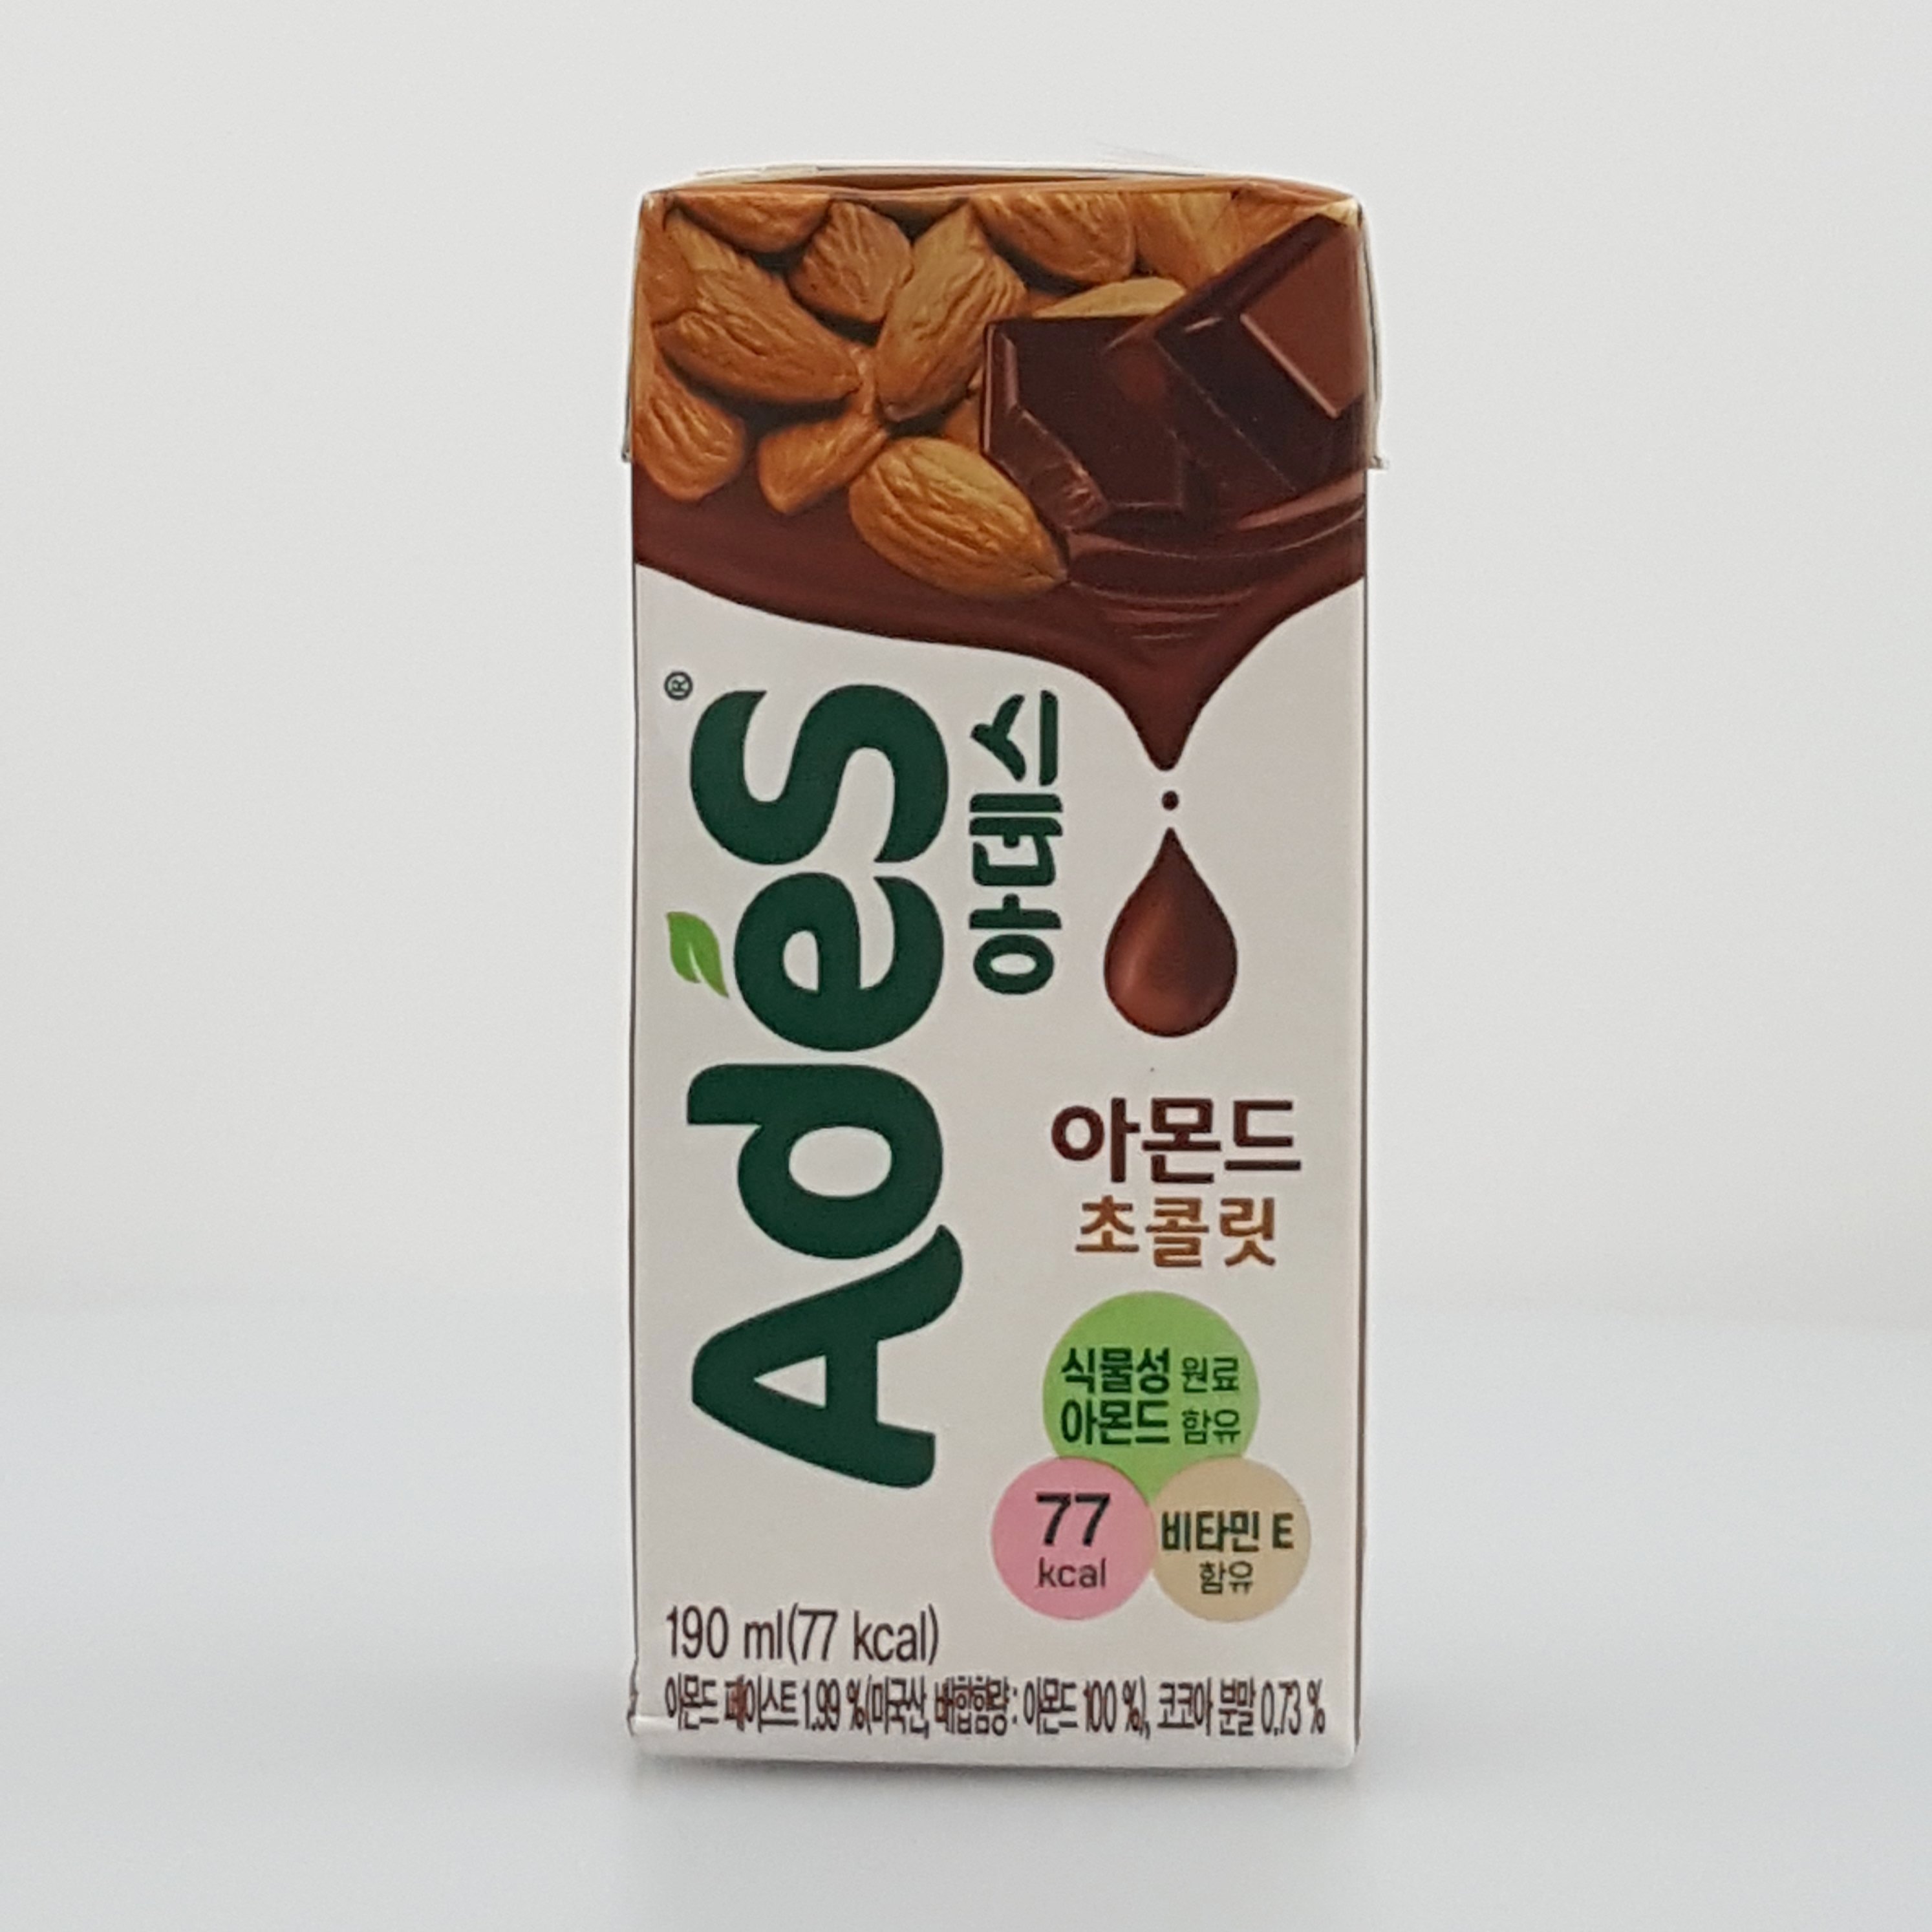 Adés®
아데스
아몬드
초콜릿
식물성 원료
아몬드 함유
77
kcal
비타민 E
함유
190 ml(77 kcal)
아몬드 페이스트 1.99 %(미국산, 배합함량 : 아몬드 100 %), 코코아 분말 0.73 %